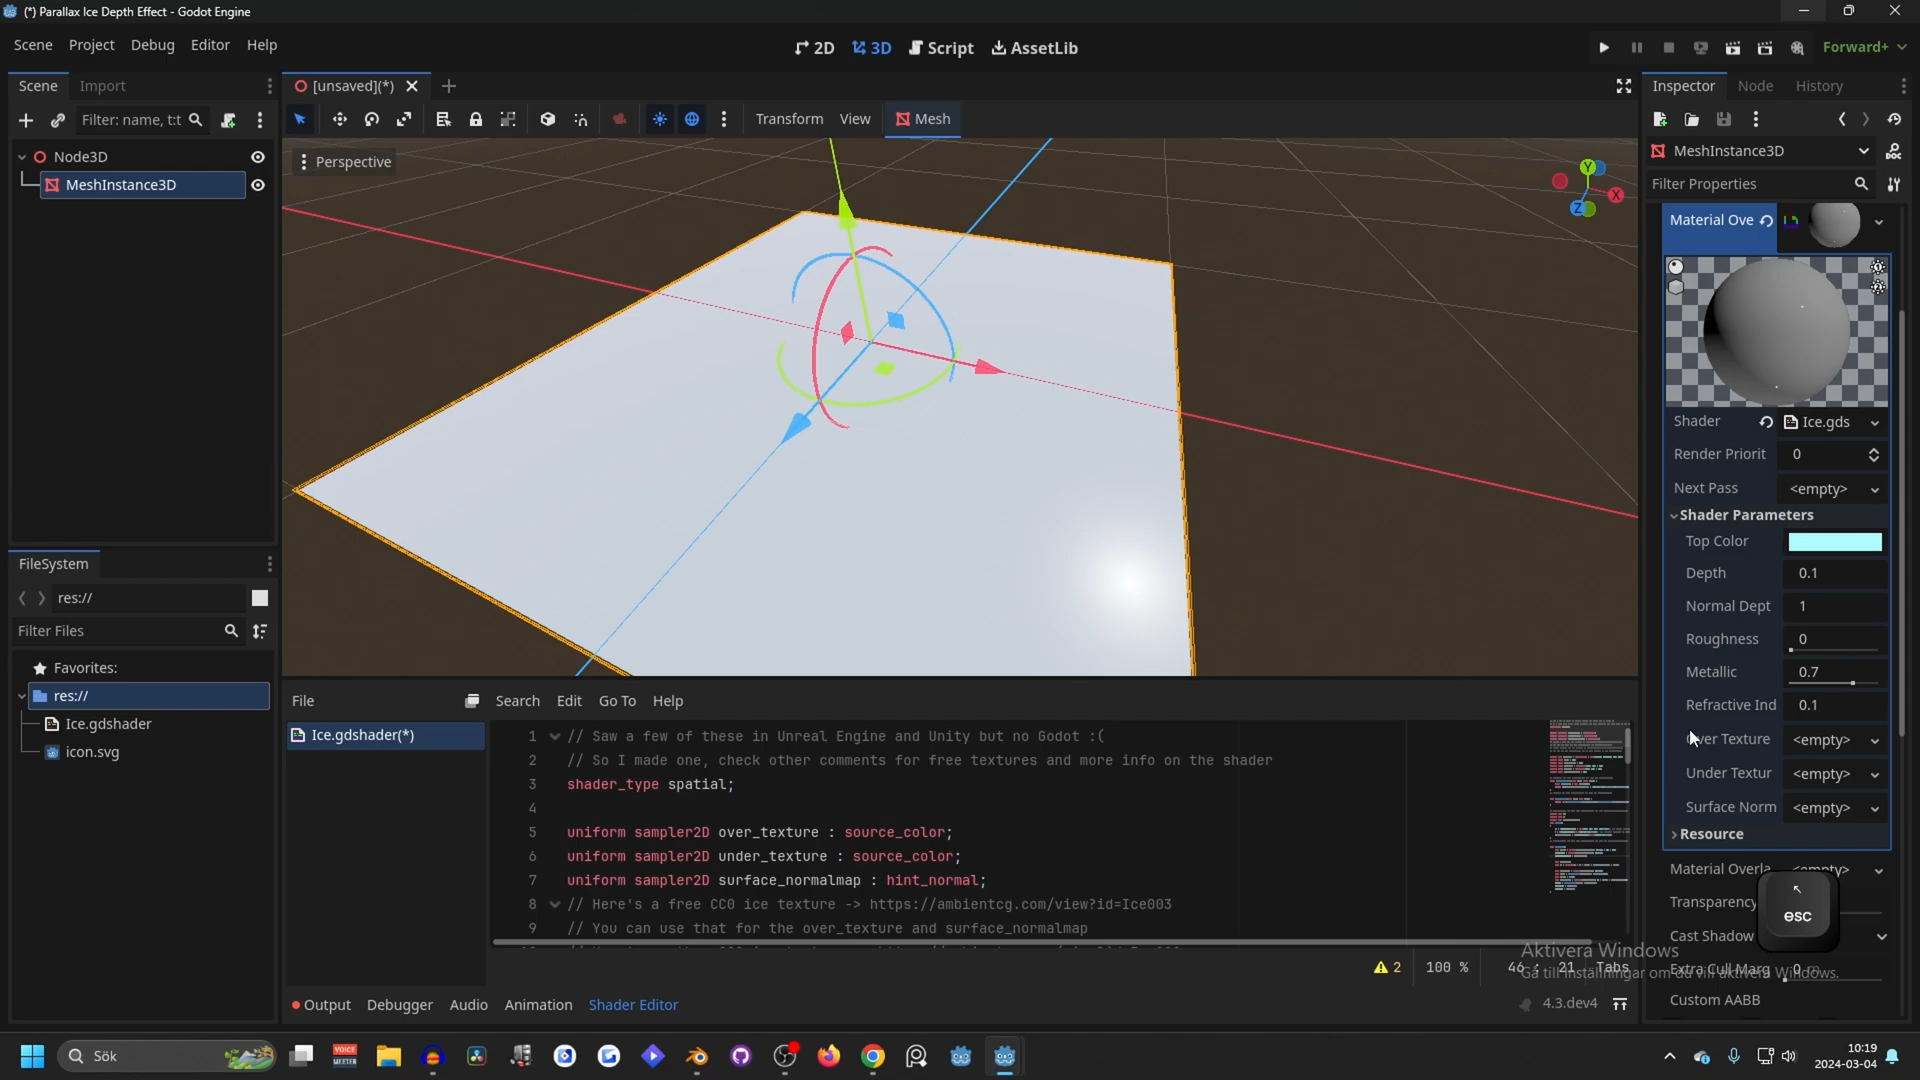 (*) Parallax Ice Depth Effect - Godot Engine
Scene Project Debug Editor Help
2D 3D Script AssetLib
Forward+
Scene Import
[unsaved](*)
Inspector Node History
Filter: name, t:t
Transform View Mesh
Node3D
MeshInstance3D
Perspective
Y
X
Z
MeshInstance3D
DOC
Filter Properties
Material Ove
Shader Ice.gds
Render Priorit 0
Next Pass <empty>
Shader Parameters
Top Color
Depth 0.1
Normal Dept 1
Roughness 0
Metallic 0.7
Refractive Ind 0.1
Over Texture <empty>
Under Textur <empty>
Surface Norm <empty>
Resource
Material Overla <empty>
Transparency
Cast Shadow
Extra Cull Marg 0
Custom AABB
esc
FileSystem
res://
Filter Files
Favorites:
res://
Ice.gdshader
icon.svg
File Search Edit Go To Help
Ice.gdshader(*)
1 // Saw a few of these in Unreal Engine and Unity but no Godot :(
2 // So I made one, check other comments for free textures and more info on the shader
3 shader_type spatial;
4
5 uniform sampler2D over_texture : source_color;
6 uniform sampler2D under_texture : source_color;
7 uniform sampler2D surface_normalmap : hint_normal;
8 // Here's a free CC0 ice texture -> https://ambientcg.com/view?id=Ice003
9 // You can use that for the over_texture and surface_normalmap
2 100 % 46 : 21 Tabs
Aktivera Windows
Gå till Inställningar om du vill aktivera Windows.
Output Debugger Audio Animation Shader Editor
4.3.dev4
Sök
VOICE
MEETER
10:19
2024-03-04